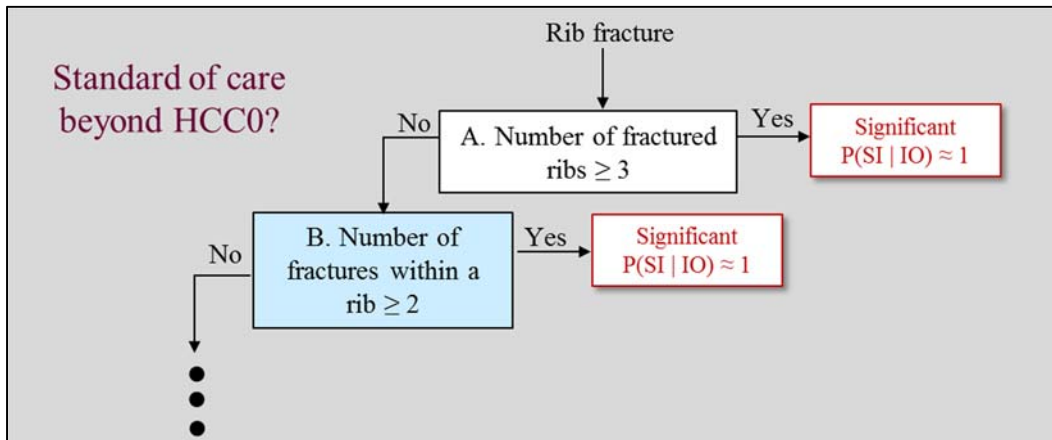 Rib fracture
Standard of care
beyond HCC0?
No
A. Number of fractured
ribs ≥ 3
Yes
Significant
P(SI | IO) ≈ 1
No
B. Number of
fractures within a
rib ≥ 2
Yes
Significant
P(SI | IO) ≈ 1